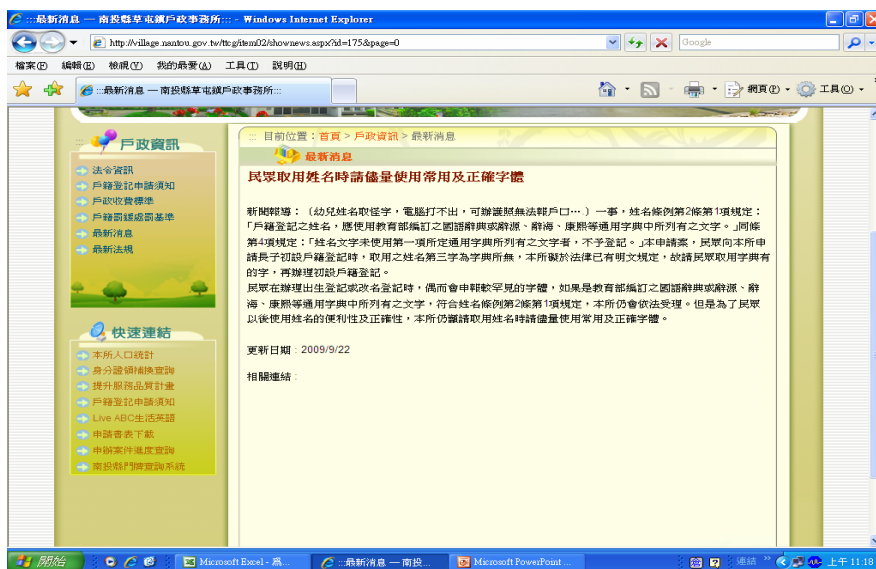 :::最新消息 — 南投縣草屯鎮戶政事務所::: - Windows Internet Explorer
http://village.nantou.gov.tw/ttcg/item02/shownews.aspx?id=175&page=0
Google
檔案(F) 編輯(E) 檢視(V) 我的最愛(A) 工具(T) 說明(H)
:::最新消息 — 南投縣草屯鎮戶政事務所:::
網頁(P)
工具(O)
::: 戶政資訊
法令資訊
戶籍登記申請須知
戶政收費標準
戶籍罰鍰處罰基準
最新消息
最新法規
快速連結
本所人口統計
身分證領補換查詢
提升服務品質計畫
戶籍登記申請須知
Live ABC生活英語
申請書表下載
申辦案件進度查詢
南投縣門牌查詢系統
::: 目前位置：首頁 > 戶政資訊 > 最新消息
最新消息
民眾取用姓名時請儘量使用常用及正確字體
新聞報導：〔幼兒姓名取怪字，電腦打不出，可辦護照無法報戶口…〕一事，姓名條例第2條第1項規定：
「戶籍登記之姓名，應使用教育部編訂之國語辭典或辭源、辭海、康熙等通用字典中所列有之文字。」同條
第4項規定：「姓名文字未使用第一項所定通用字典所列有之文字者，不予登記。」本申請案，民眾向本所申
請長子初設戶籍登記時，取用之姓名第三字為字典所無，本所礙於法律已有明文規定，故請民眾取用字典有
的字，再辦理初設戶籍登記。
民眾在辦理出生登記或改名登記時，偶而會申報較罕見的字體，如果是教育部編訂之國語辭典或辭源、辭
海、康熙等通用字典中所列有之文字，符合姓名條例第2條第1項規定，本所仍會依法受理。但是為了民眾
以後使用姓名的便利性及正確性，本所仍籲請取用姓名時請儘量使用常用及正確字體。
更新日期：2009/9/22
相關連結：
開始
Microsoft Excel - 為...
:::最新消息 — 南投...
Microsoft PowerPoint ...
連結
上午 11:18